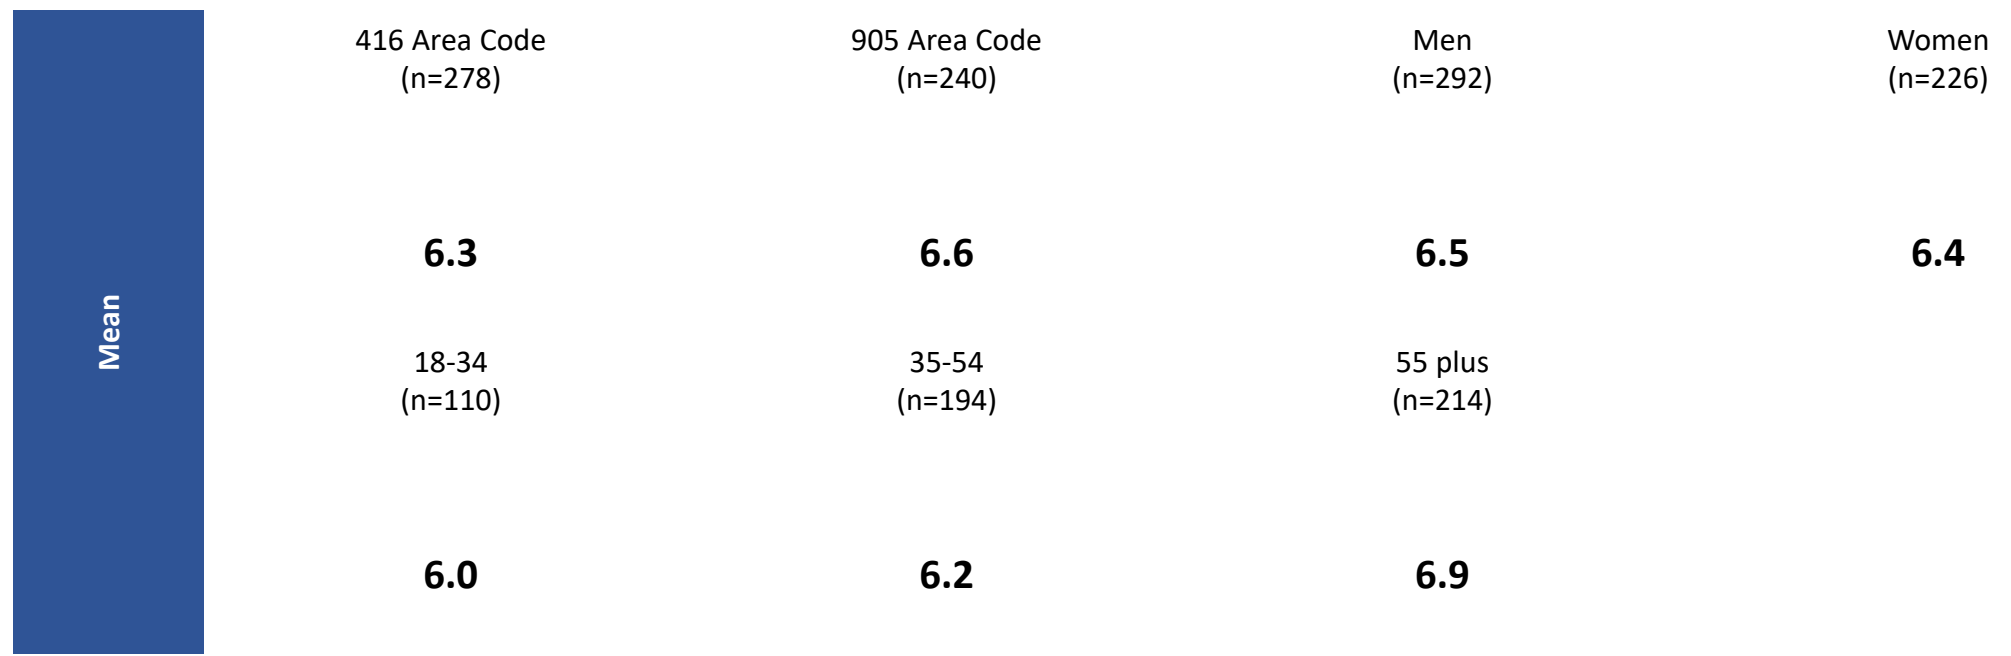 Mean
416 Area Code
(n=278)
905 Area Code
(n=240)
Men
(n=292)
Women
(n=226)
6.3
6.6
6.5
6.4
18-34
(n=110)
35-54
(n=194)
55 plus
(n=214)
6.0
6.2
6.9